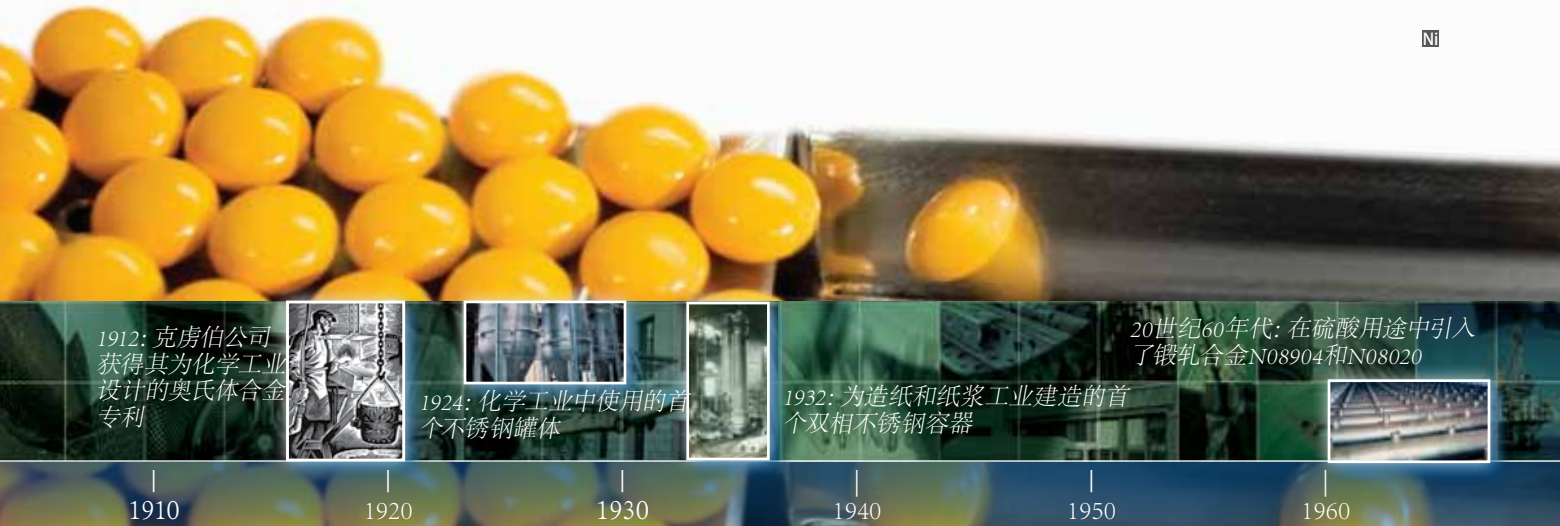 Ni
1912: 克虏伯公司
获得其为化学工业
设计的奥氏体合金
专利
1924: 化学工业中使用的首
个不锈钢罐体
1932: 为造纸和纸浆工业建造的首
个双相不锈钢容器
20世纪60年代: 在硫酸用途中引入
了锻轧合金N08904和N08020
1910
1920
1930
1940
1950
1960